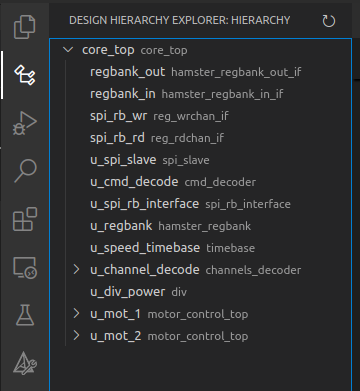 DESIGN HIERARCHY EXPLORER: HIERARCHY
core_top core_top
regbank_out hamster_regbank_out_if
regbank_in hamster_regbank_in_if
spi_rb_wr reg_wrchan_if
spi_rb_rd reg_rdchan_if
u_spi_slave spi_slave
u_cmd_decode cmd_decoder
u_spi_rb_interface spi_rb_interface
u_regbank hamster_regbank
u_speed_timebase timebase
u_channel_decode channels_decoder
u_div_power div
u_mot_1 motor_control_top
u_mot_2 motor_control_top